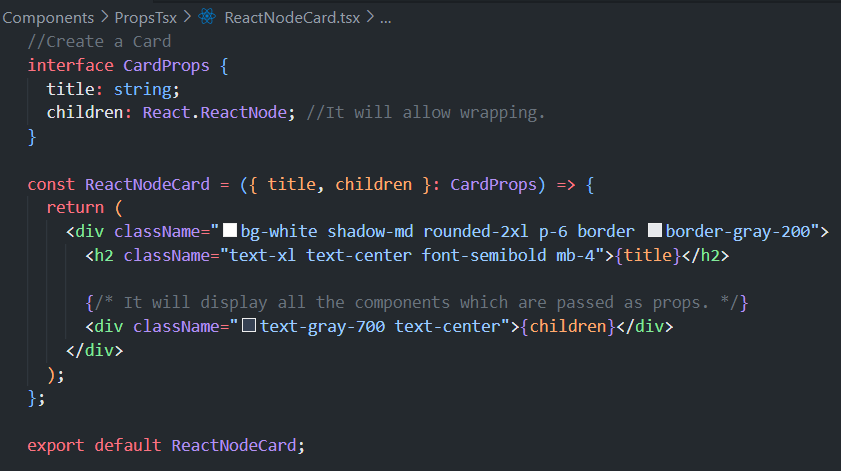 Components > PropsTsx > ReactNodeCard.tsx > ...
//Create a Card
interface CardProps {
  title: string;
  children: React.ReactNode; //It will allow wrapping.
}

const ReactNodeCard = ({ title, children }: CardProps) => {
  return (
    <div className="bg-white shadow-md rounded-2xl p-6 border border-gray-200">
      <h2 className="text-xl text-center font-semibold mb-4">{title}</h2>

      {/* It will display all the components which are passed as props. */}
      <div className="text-gray-700 text-center">{children}</div>
    </div>
  );
};

export default ReactNodeCard;